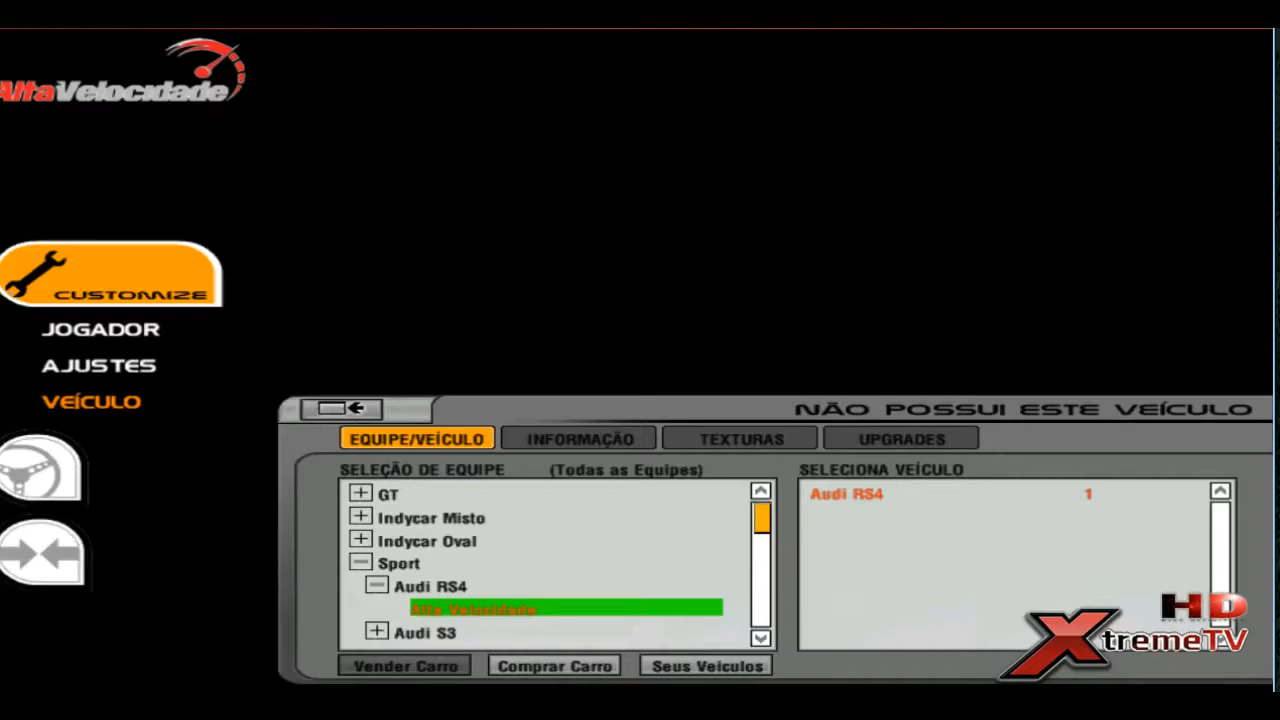 AltaVelocidade
CUSTOMIZE
JOGADOR
AJUSTES
VEÍCULO
NÃO POSSUI ESTE VEÍCULO
EQUIPE/VEÍCULO INFORMAÇÃO TEXTURAS UPGRADES
SELEÇÃO DE EQUIPE (Todas as Equipes)
GT
Indycar Misto
Indycar Oval
Sport
Audi RS4
Alta Velocidade
Audi S3
Vender Carro Comprar Carro Seus Veiculos
SELECIONA VEÍCULO
Audi RS4 1
HD
XtremeTV